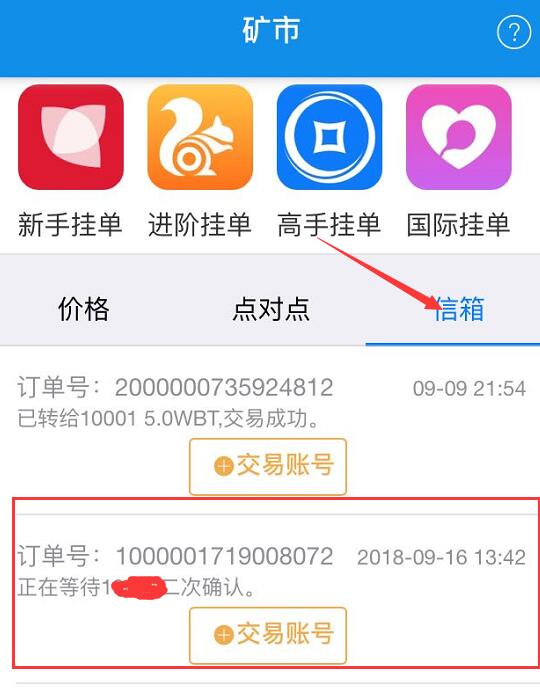 矿市
?
新手挂单 进阶挂单 高手挂单 国际挂单
价格 点对点 信箱
订单号：2000000735924812 09-09 21:54
已转给10001 5.0WBT,交易成功。
交易账号
订单号：1000001719008072 2018-09-16 13:42
正在等待1 二次确认。
交易账号